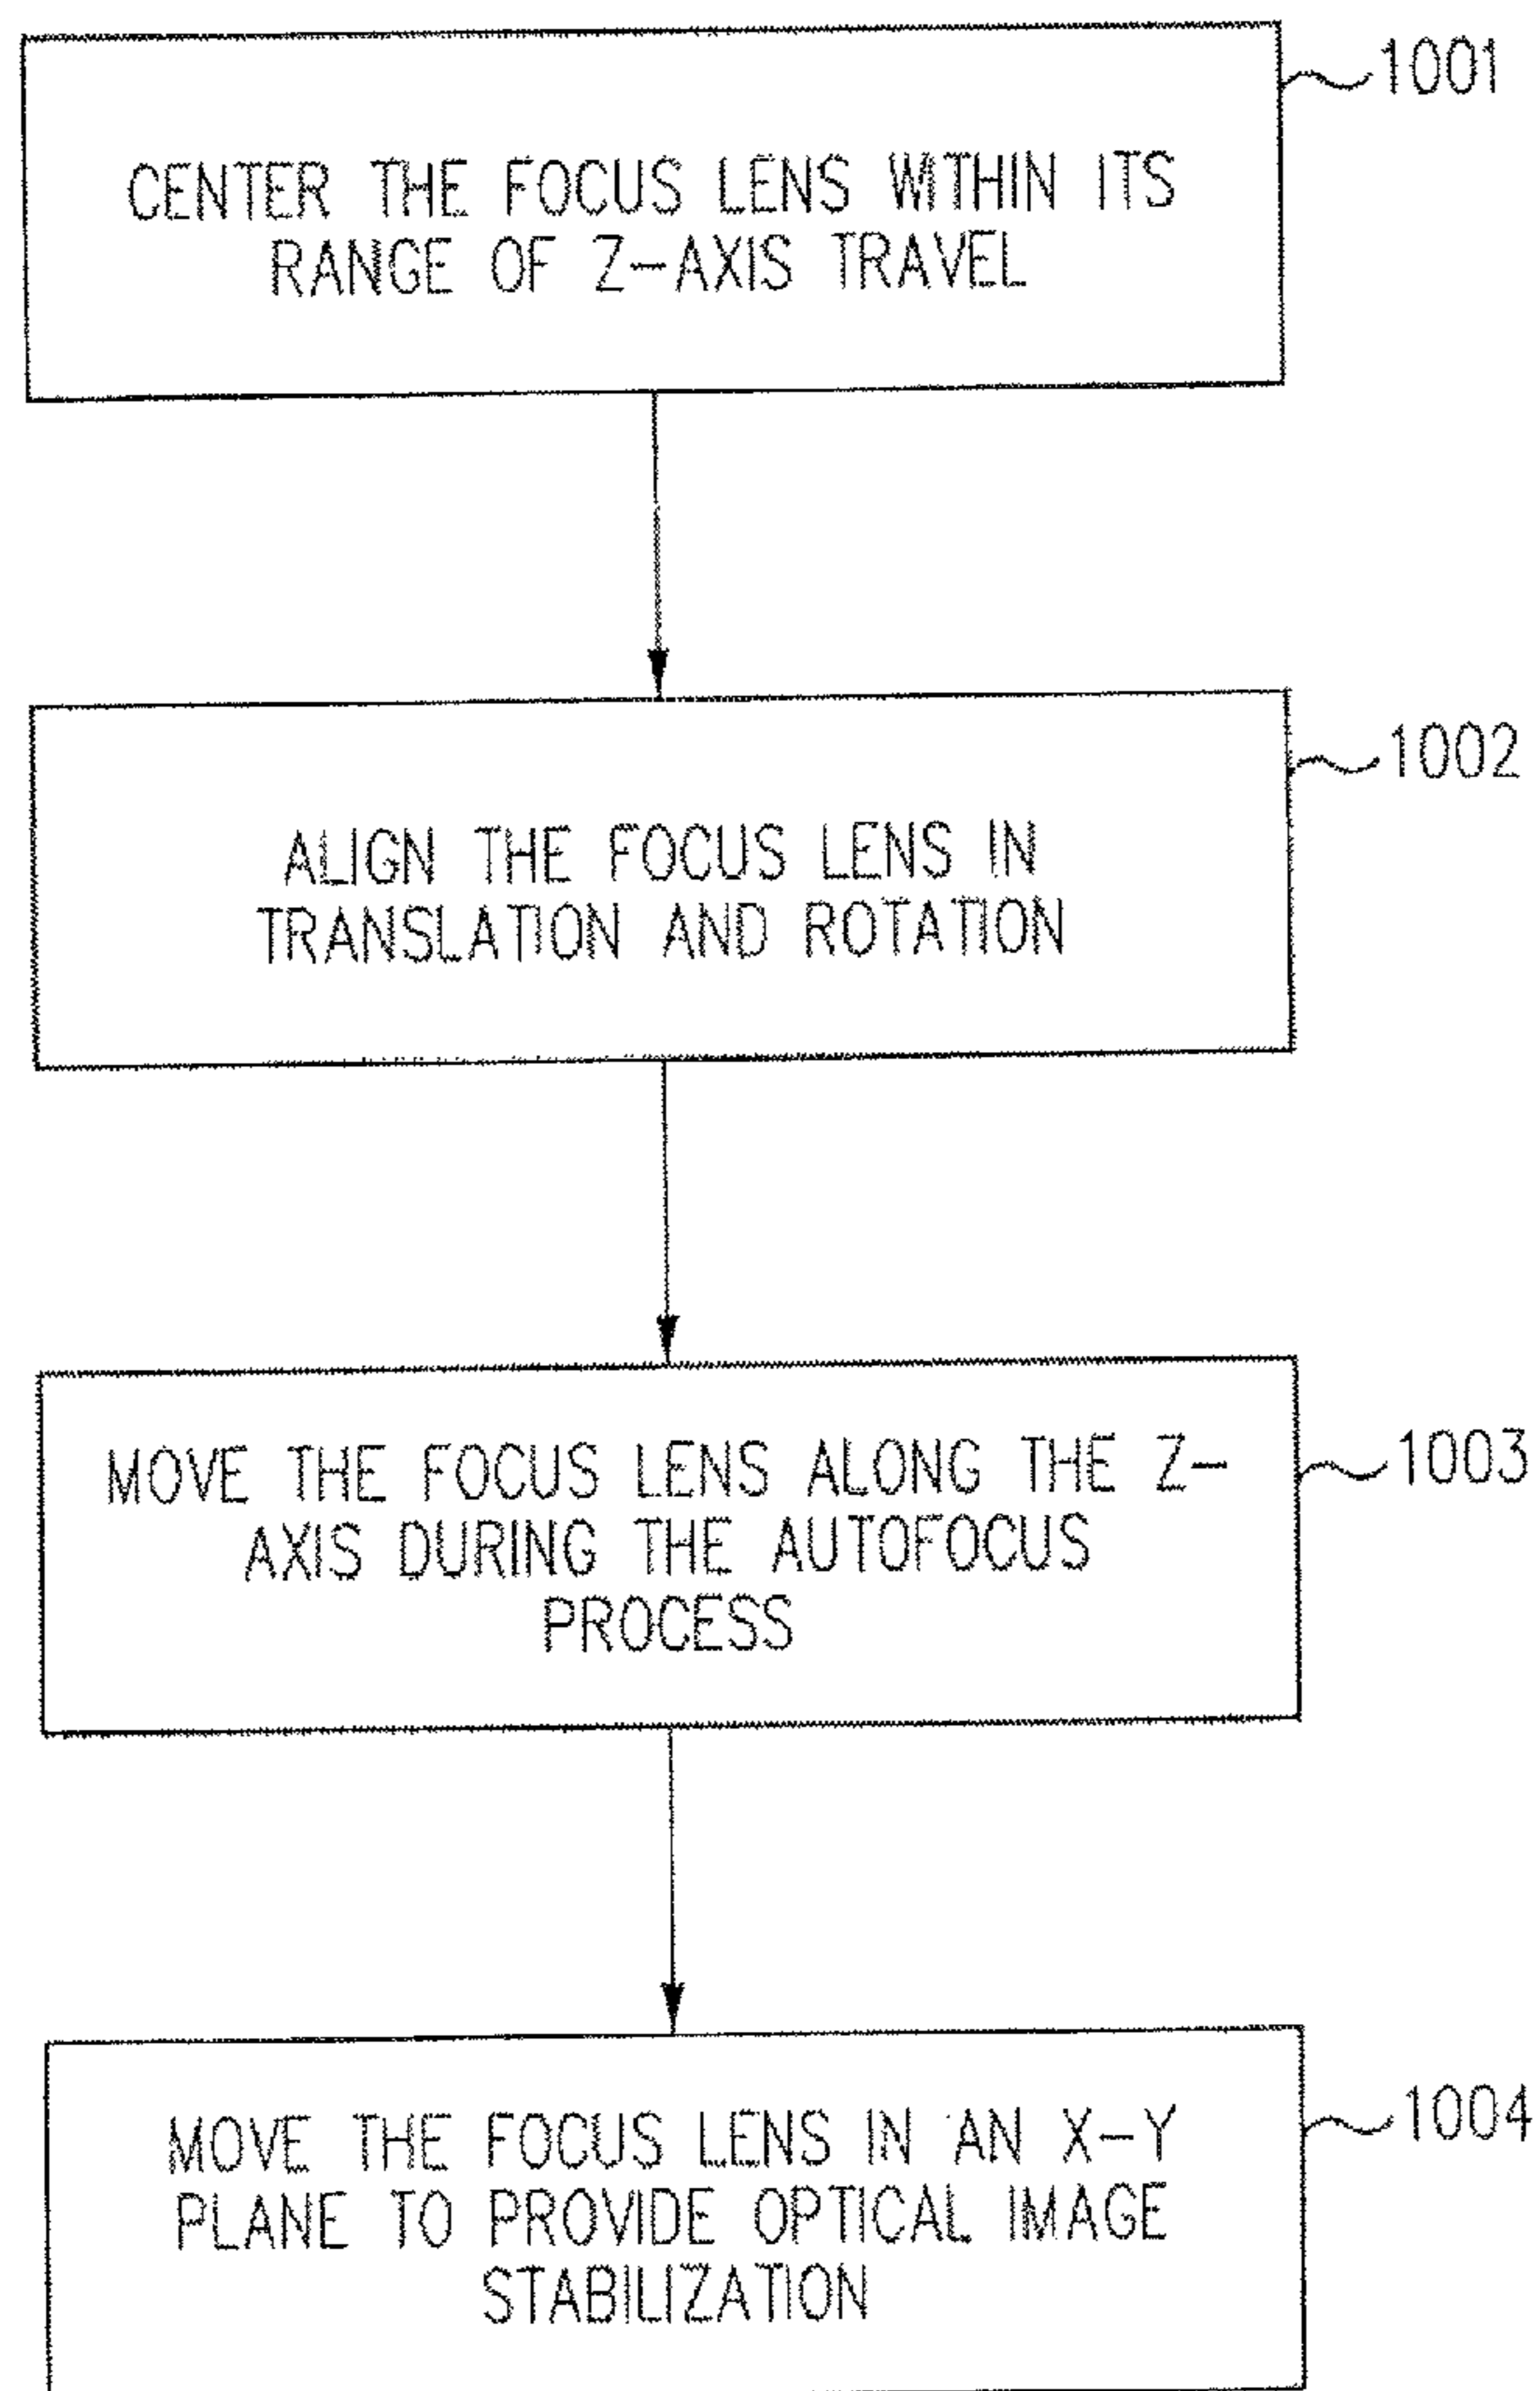 1001
CENTER THE FOCUS LENS WITHIN ITS
RANGE OF Z-AXIS TRAVEL
1002
ALIGN THE FOCUS LENS IN
TRANSLATION AND ROTATION
1003
MOVE THE FOCUS LENS ALONG THE Z-
AXIS DURING THE AUTOFOCUS
PROCESS
1004
MOVE THE FOCUS LENS IN AN X-Y
PLANE TO PROVIDE OPTICAL IMAGE
STABILIZATION